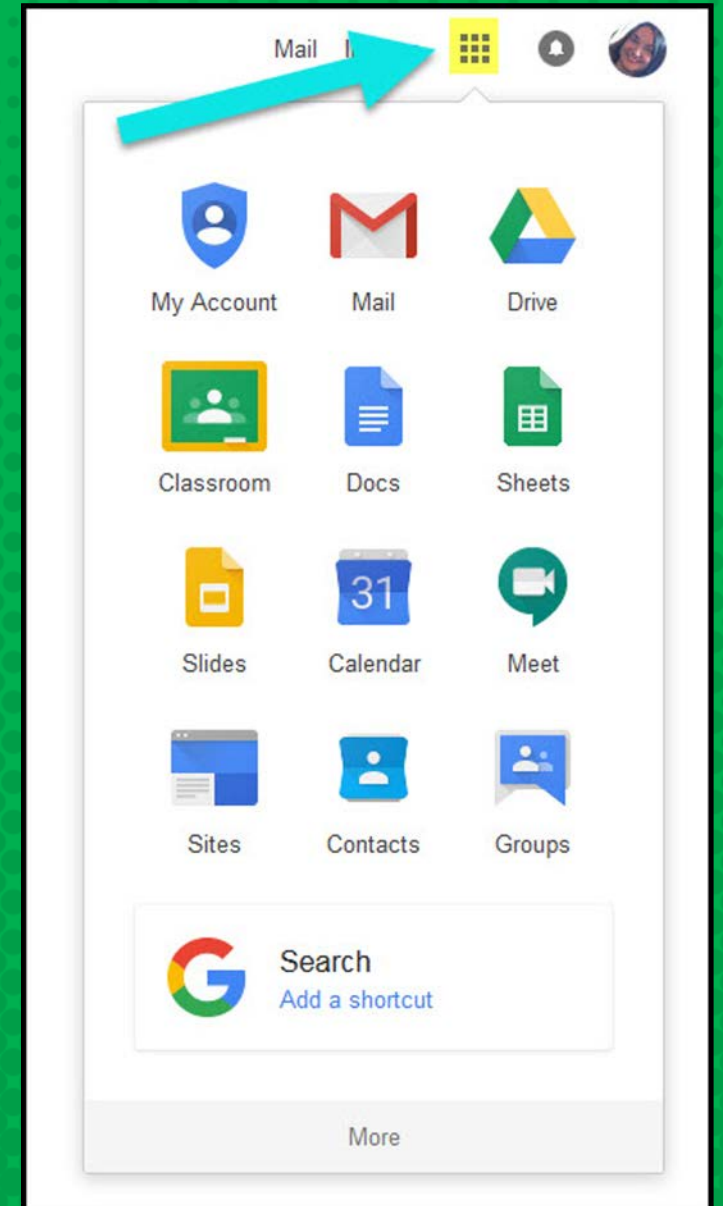 Mail
My Account Mail Drive
Classroom Docs Sheets
31
Slides Calendar Meet
Sites Contacts Groups
Search
Add a shortcut
More